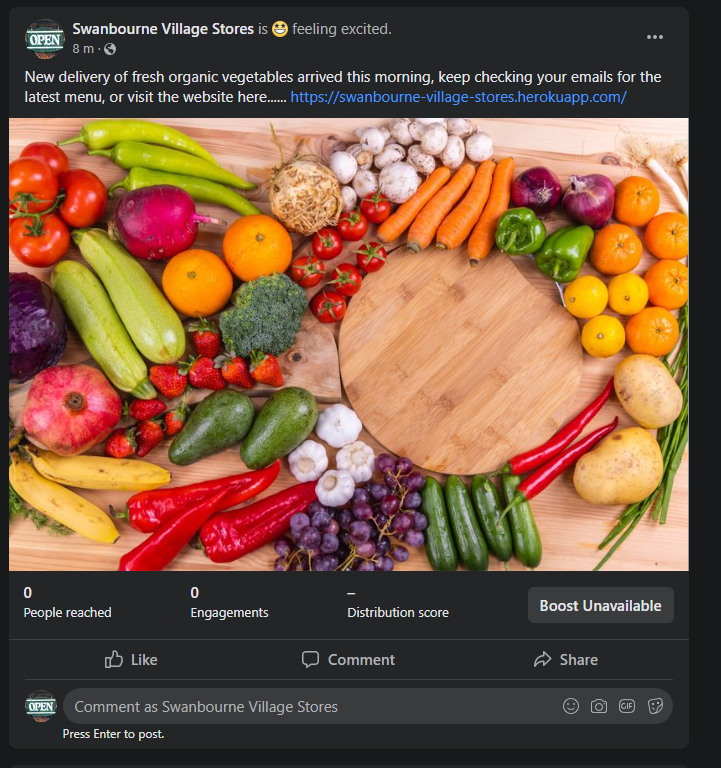 Swanbourne Village Stores is 🤩 feeling excited.
8 m ·
New delivery of fresh organic vegetables arrived this morning, keep checking your emails for the
latest menu, or visit the website here...... https://swanbourne-village-stores.herokuapp.com/
0 0 –
People reached Engagements Distribution score Boost Unavailable
Like Comment Share
OPEN
Comment as Swanbourne Village Stores GIF
Press Enter to post.
OPEN